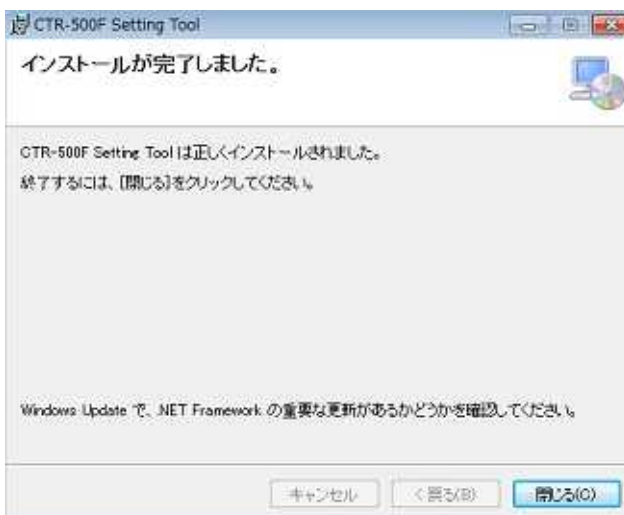 CTR-500F Setting Tool
インストールが完了しました。
CTR-500F Setting Tool は正しくインストールされました。
終了するには、[閉じる]をクリックしてください。
Windows Update で、.NET Framework の重要な更新があるかどうかを確認してください。
キャンセル
< 戻る(B)
閉じる(C)